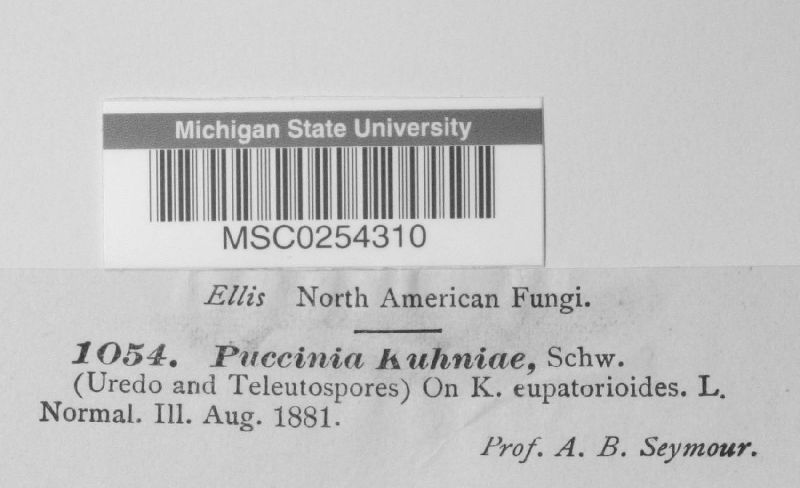 Michigan State University
MSC0254310
Ellis North American Fungi.
1054. Puccinia Kuhniae, Schw.
(Uredo and Teleutospores) On K. eupatorioides. L.
Normal. Ill. Aug. 1881.
Prof. A. B. Seymour.